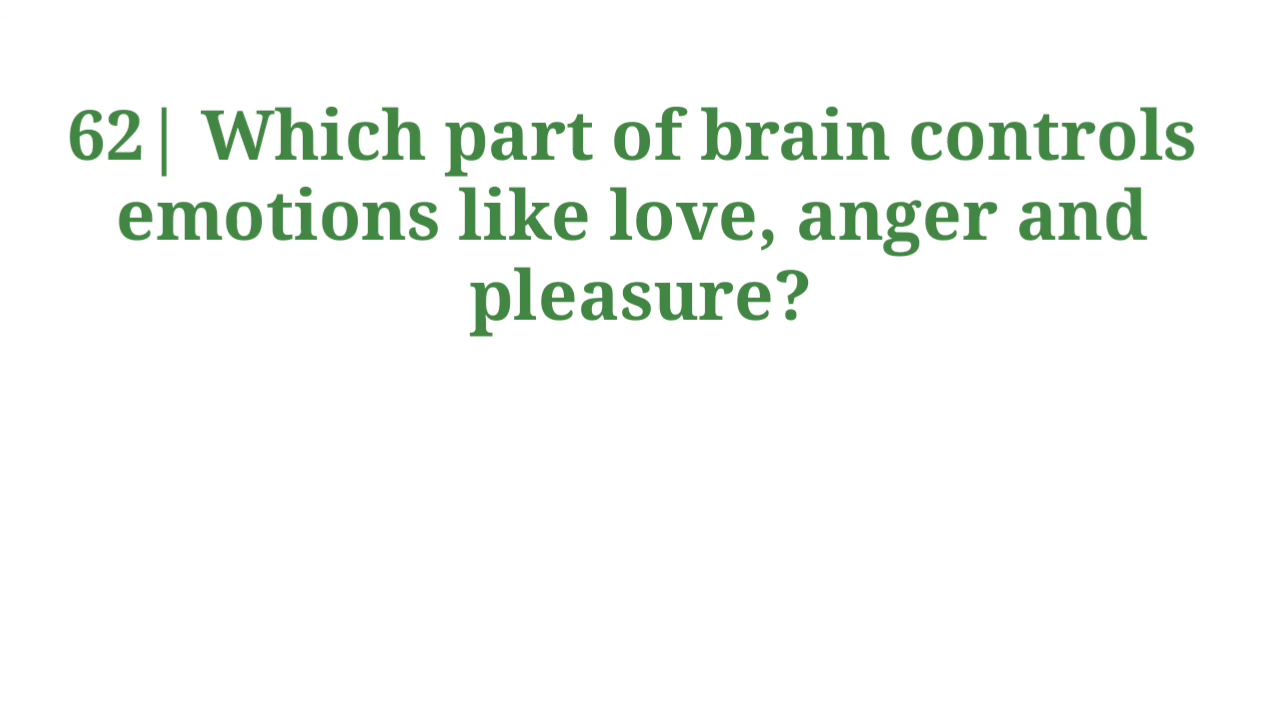 62| Which part of brain controls
emotions like love, anger and
pleasure?